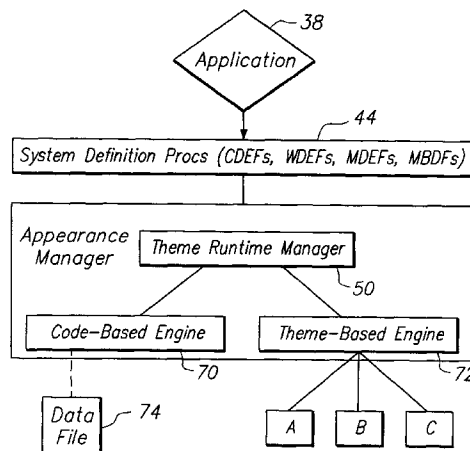 38
Application
44
System Definition Procs (CDEFs, WDEFs, MDEFs, MBDFs)
Appearance
Manager
Theme Runtime Manager
50
Code-Based Engine
Theme-Based Engine
70
72
Data
File
74
A
B
C